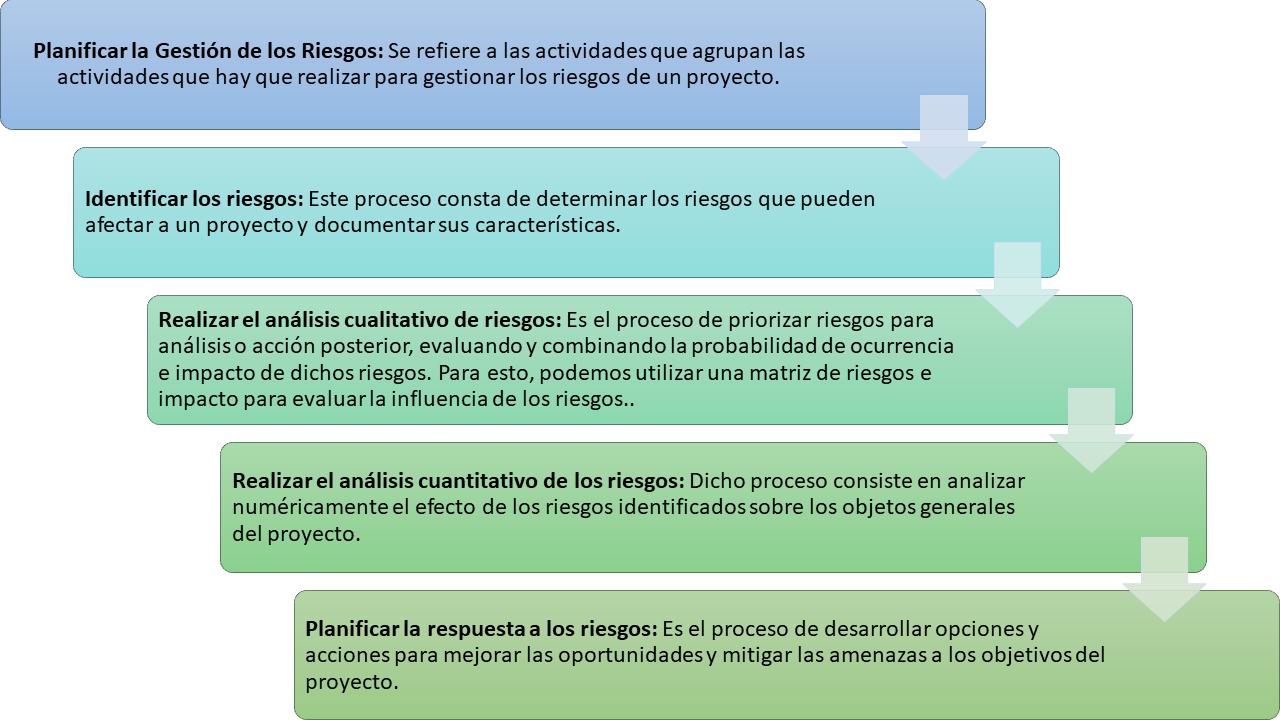 Planificar la Gestión de los Riesgos: Se refiere a las actividades que agrupan las
actividades que hay que realizar para gestionar los riesgos de un proyecto.
Identificar los riesgos: Este proceso consta de determinar los riesgos que pueden
afectar a un proyecto y documentar sus características.
Realizar el análisis cualitativo de riesgos: Es el proceso de priorizar riesgos para
análisis o acción posterior, evaluando y combinando la probabilidad de ocurrencia
e impacto de dichos riesgos. Para esto, podemos utilizar una matriz de riesgos e
impacto para evaluar la influencia de los riesgos..
Realizar el análisis cuantitativo de los riesgos: Dicho proceso consiste en analizar
numéricamente el efecto de los riesgos identificados sobre los objetos generales
del proyecto.
Planificar la respuesta a los riesgos: Es el proceso de desarrollar opciones y
acciones para mejorar las oportunidades y mitigar las amenazas a los objetivos del
proyecto.